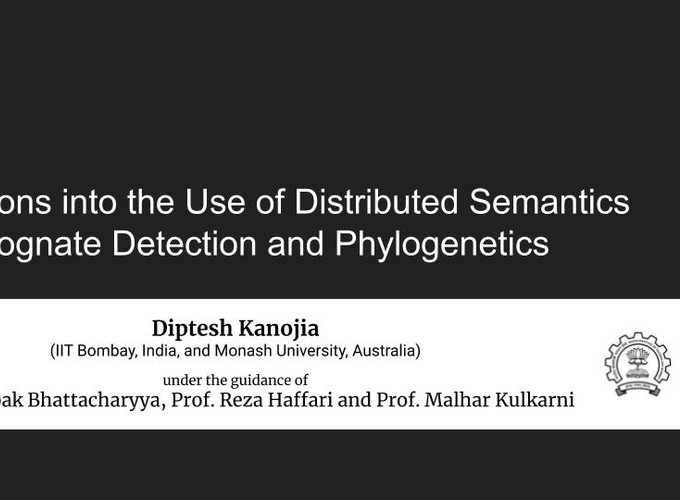 ons into the Use of Distributed Semantics
ognate Detection and Phylogenetics
Diptesh Kanojia
(IIT Bombay, India, and Monash University, Australia)
under the guidance of
ak Bhattacharyya, Prof. Reza Haffari and Prof. Malhar Kulkarni